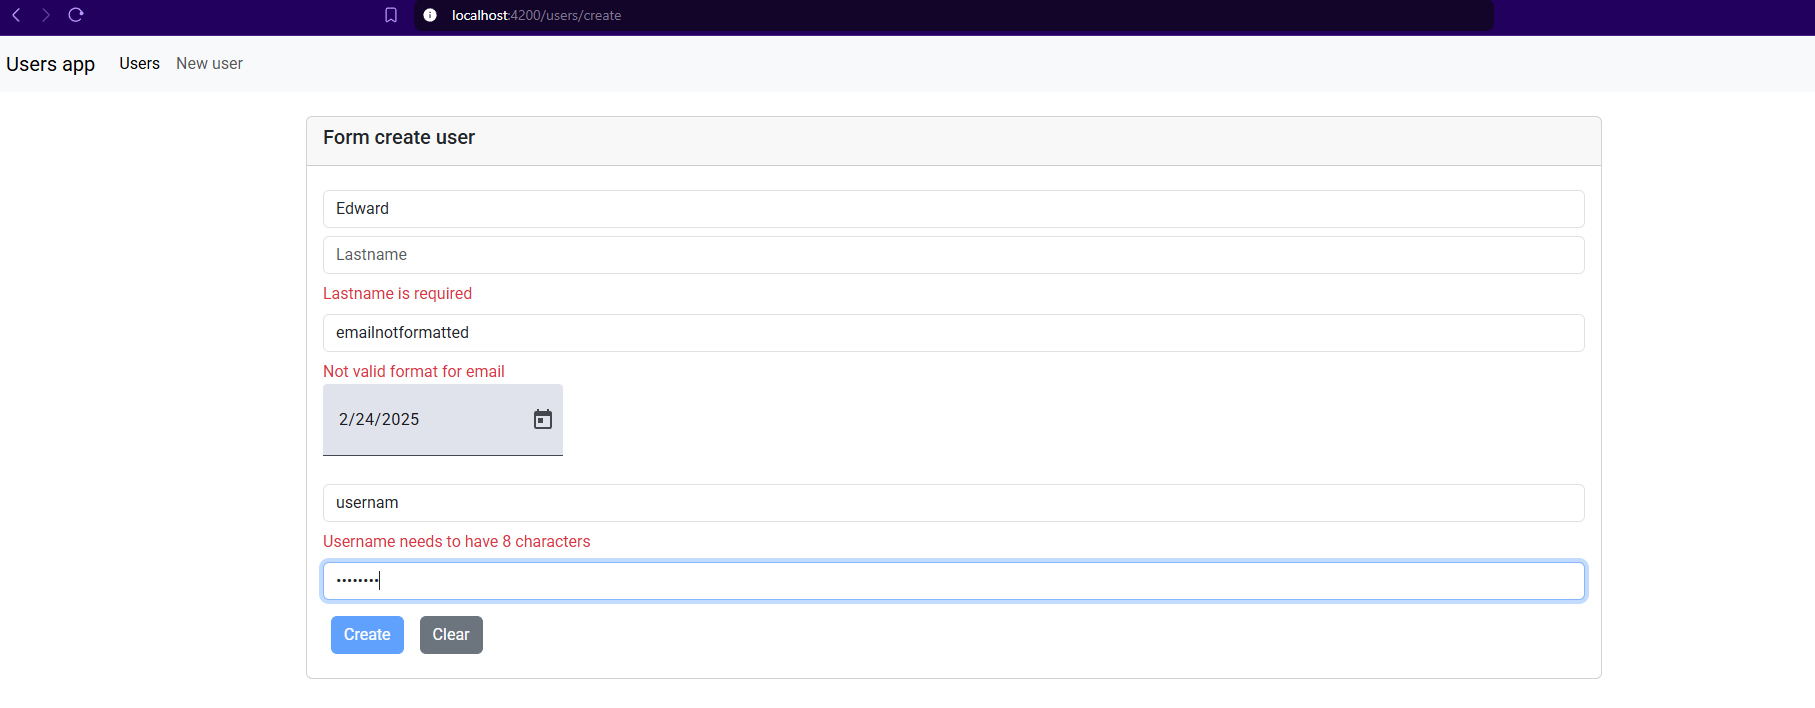 localhost:4200/users/create
Users app Users New user
Form create user
Edward
Lastname
Lastname is required
emailnotformatted
Not valid format for email
2/24/2025
usernam
Username needs to have 8 characters
••••••••
Create Clear